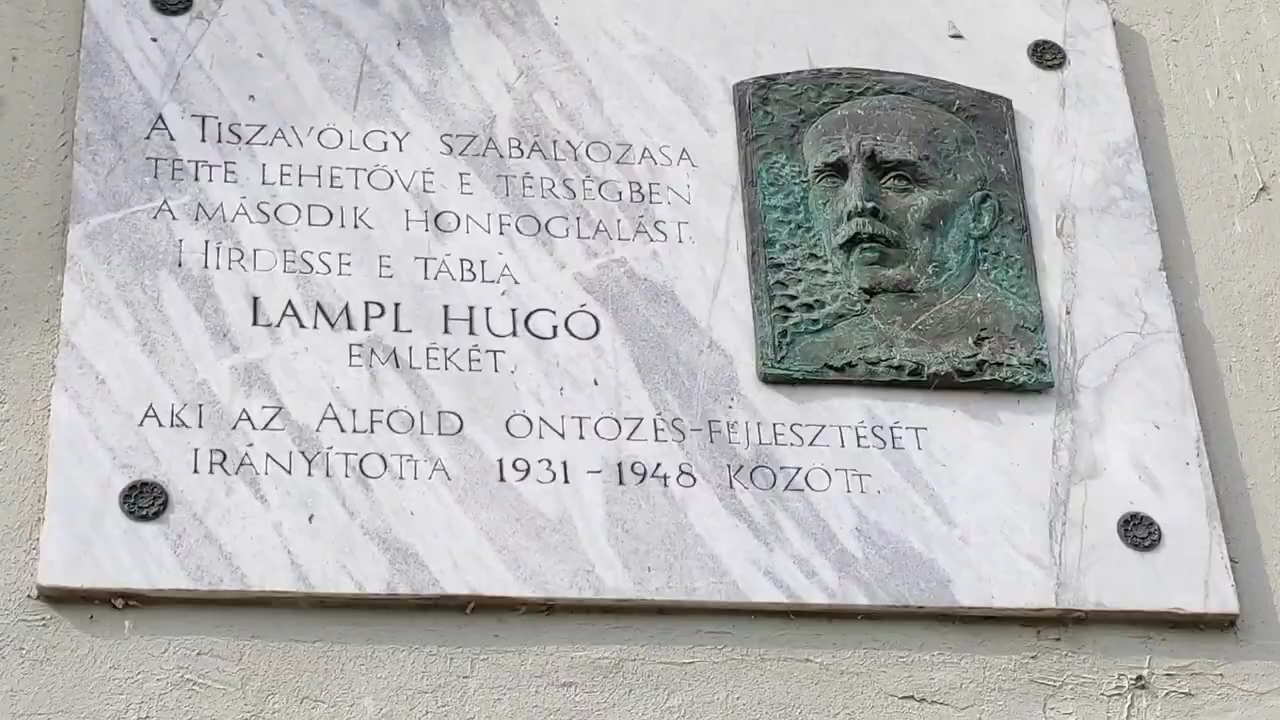 A TISZAVÖLGY SZABÁLYOZÁSA
TETTE LEHETŐVÉ E TÉRSÉGBEN
A MÁSODIK HONFOGLALÁST.
HIRDESSE E TÁBLA
LAMPL HUGÓ
EMLÉKÉT,
AKI AZ ALFÖLD ÖNTÖZÉS-FEJLESZTÉSÉT
IRÁNYÍTOTTA 1931-1948 KÖZÖTT.